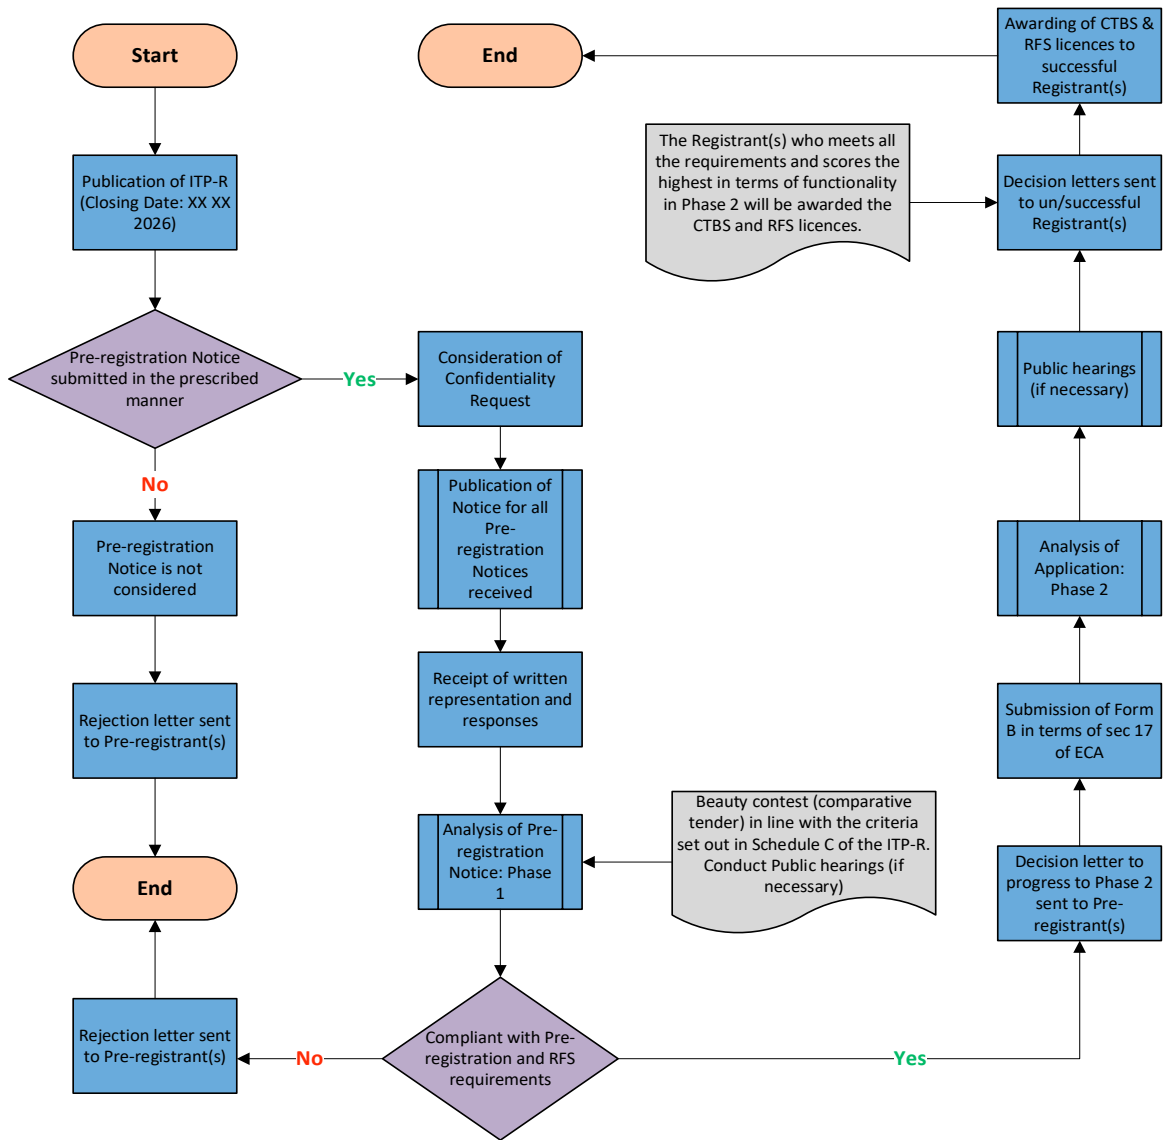 Start
Publication of ITP-R
(Closing Date: XX XX
2026)
Pre-registration Notice
submitted in the prescribed
manner
Yes
No
Pre-registration
Notice is not
considered
Rejection letter sent
to Pre-registrant(s)
End
Rejection letter sent
to Pre-registrant(s)
Consideration of
Confidentiality
Request
Publication of
Notice for all
Pre-
registration
Notices
received
Receipt of written
representation and
responses
Analysis of Pre-
registration
Notice: Phase
1
Beauty contest (comparative
tender) in line with the criteria
set out in Schedule C of the ITP-R.
Conduct Public hearings (if
necessary)
Compliant with Pre-
registration and RFS
requirements
No
Yes
Decision letter to
progress to Phase 2
sent to Pre-
registrant(s)
Submission of Form
B in terms of sec 17
of ECA
Analysis of
Application:
Phase 2
Public hearings
(if necessary)
Decision letters sent
to un/successful
Registrant(s)
The Registrant(s) who meets all
the requirements and scores the
highest in terms of functionality
in Phase 2 will be awarded the
CTBS and RFS licences.
Awarding of CTBS &
RFS licences to
successful
Registrant(s)
End